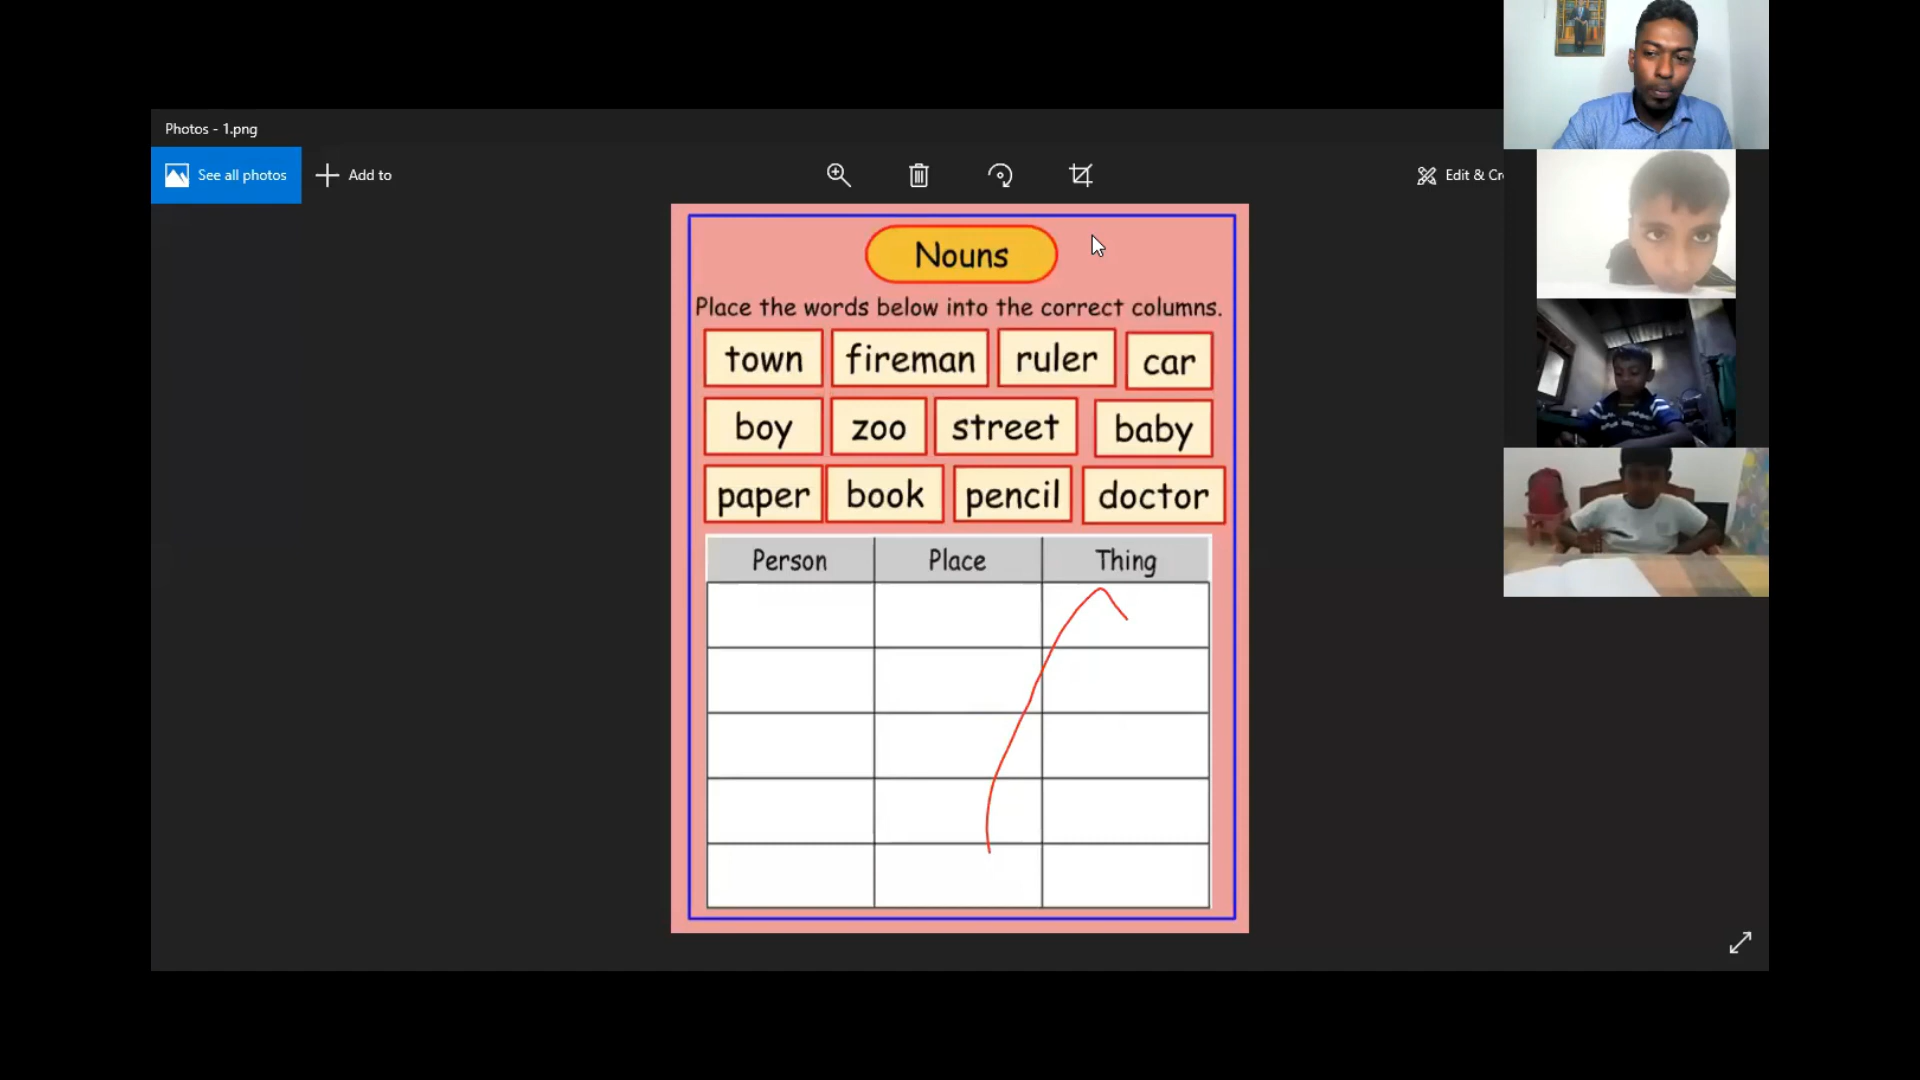 Photos - 1.png
See all photos
Add to
Edit & Cr
Nouns
Place the words below into the correct columns.
town fireman ruler car
boy zoo street baby
paper book pencil doctor
Person Place Thing